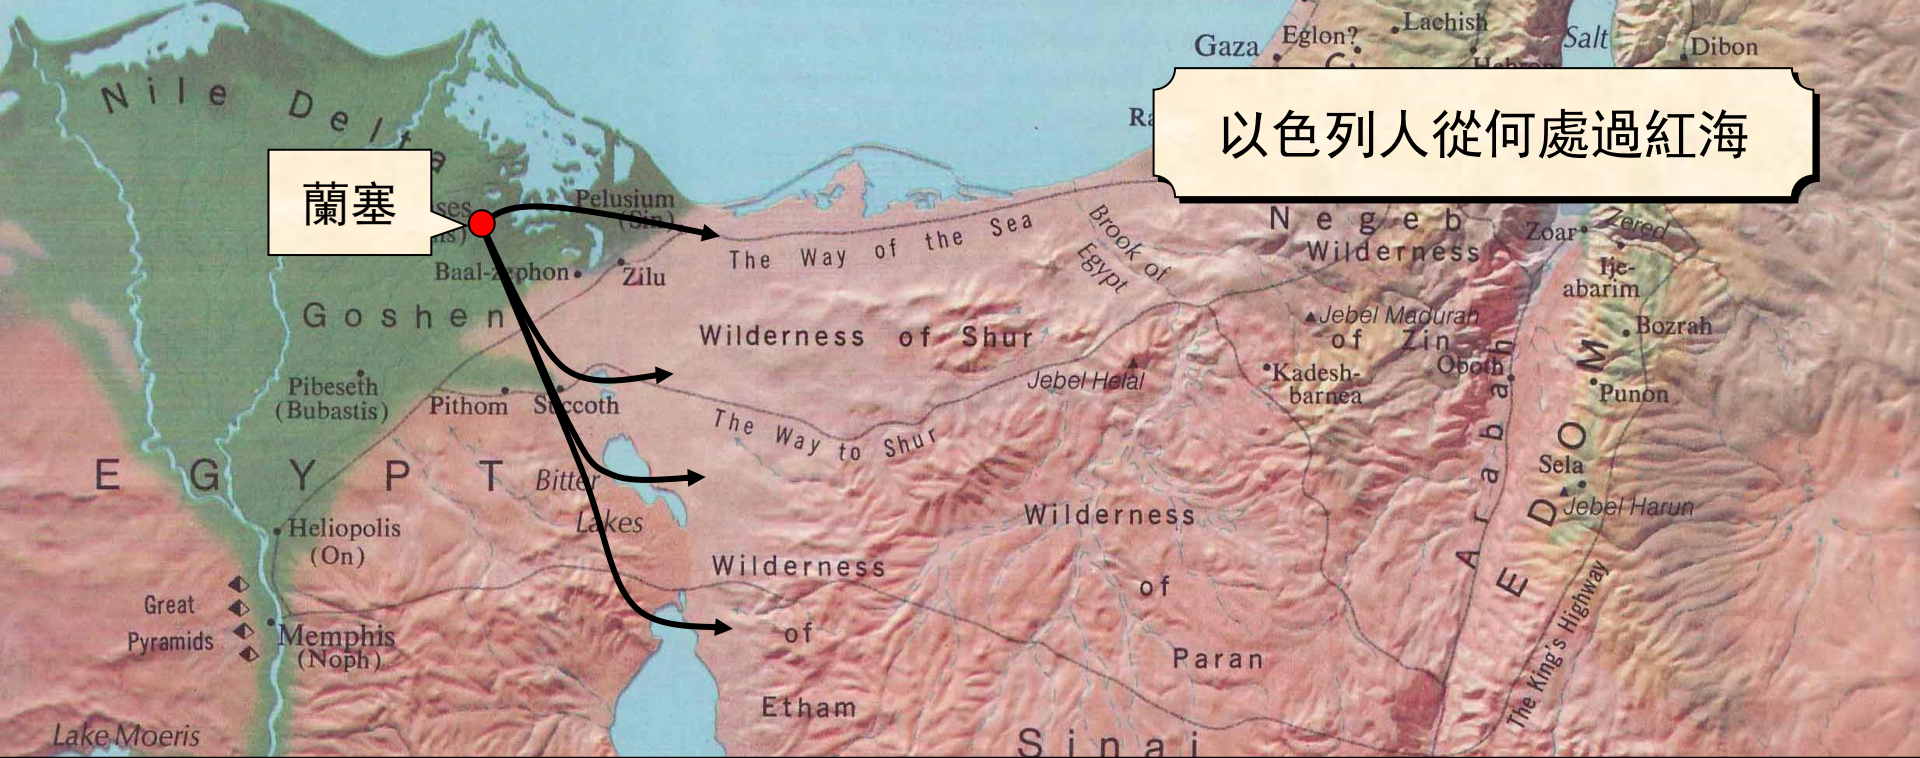 Lachish
Eglon?
Gaza
Salt
Dibon
Hebron
以色列人從何處過紅海
Nile Delta
蘭塞
Pelusium
(Sin)
The Way of the Sea
Brook of
Egypt
Negeb
Wilderness
Zoar
Zered
Ije-
abarim
Baal-zephon
Zilu
Goshen
Wilderness of Shur
Jebel Madurah
of Zin
Bozrah
Jebel Helal
Kadesh-
barnea
Oboth
Punon
Pibeseth
(Bubastis)
Pithom
Succoth
The Way to Shur
EGYPT
Bitter
Lakes
Arabah
EDOM
Sela
Jebel Harun
Heliopolis
(On)
Wilderness
of
Paran
Wilderness
of
Etham
Great
Pyramids
Memphis
(Noph)
The King's Highway
Lake Moeris
Sinai